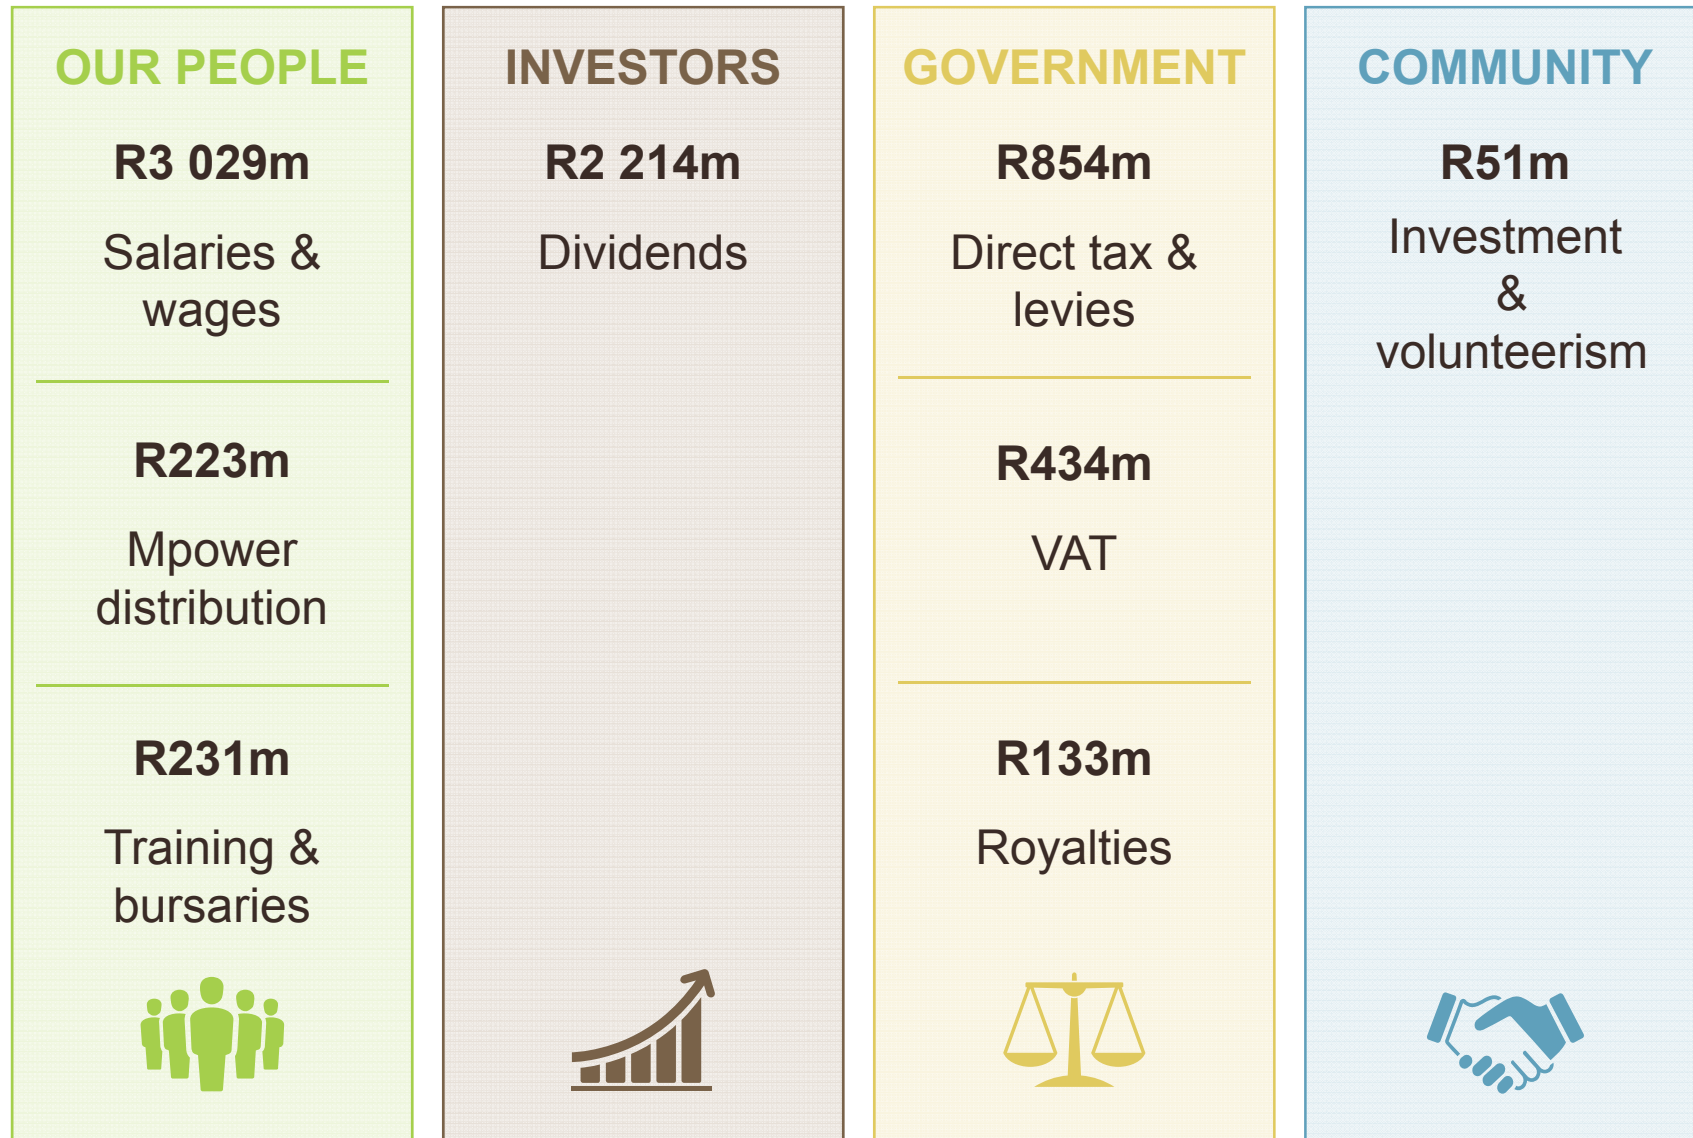 OUR PEOPLE
R3 029m
Salaries &
wages
R223m
Mpower
distribution
R231m
Training &
bursaries
INVESTORS
R2 214m
Dividends
GOVERNMENT
R854m
Direct tax &
levies
R434m
VAT
R133m
Royalties
COMMUNITY
R51m
Investment
&
volunteerism